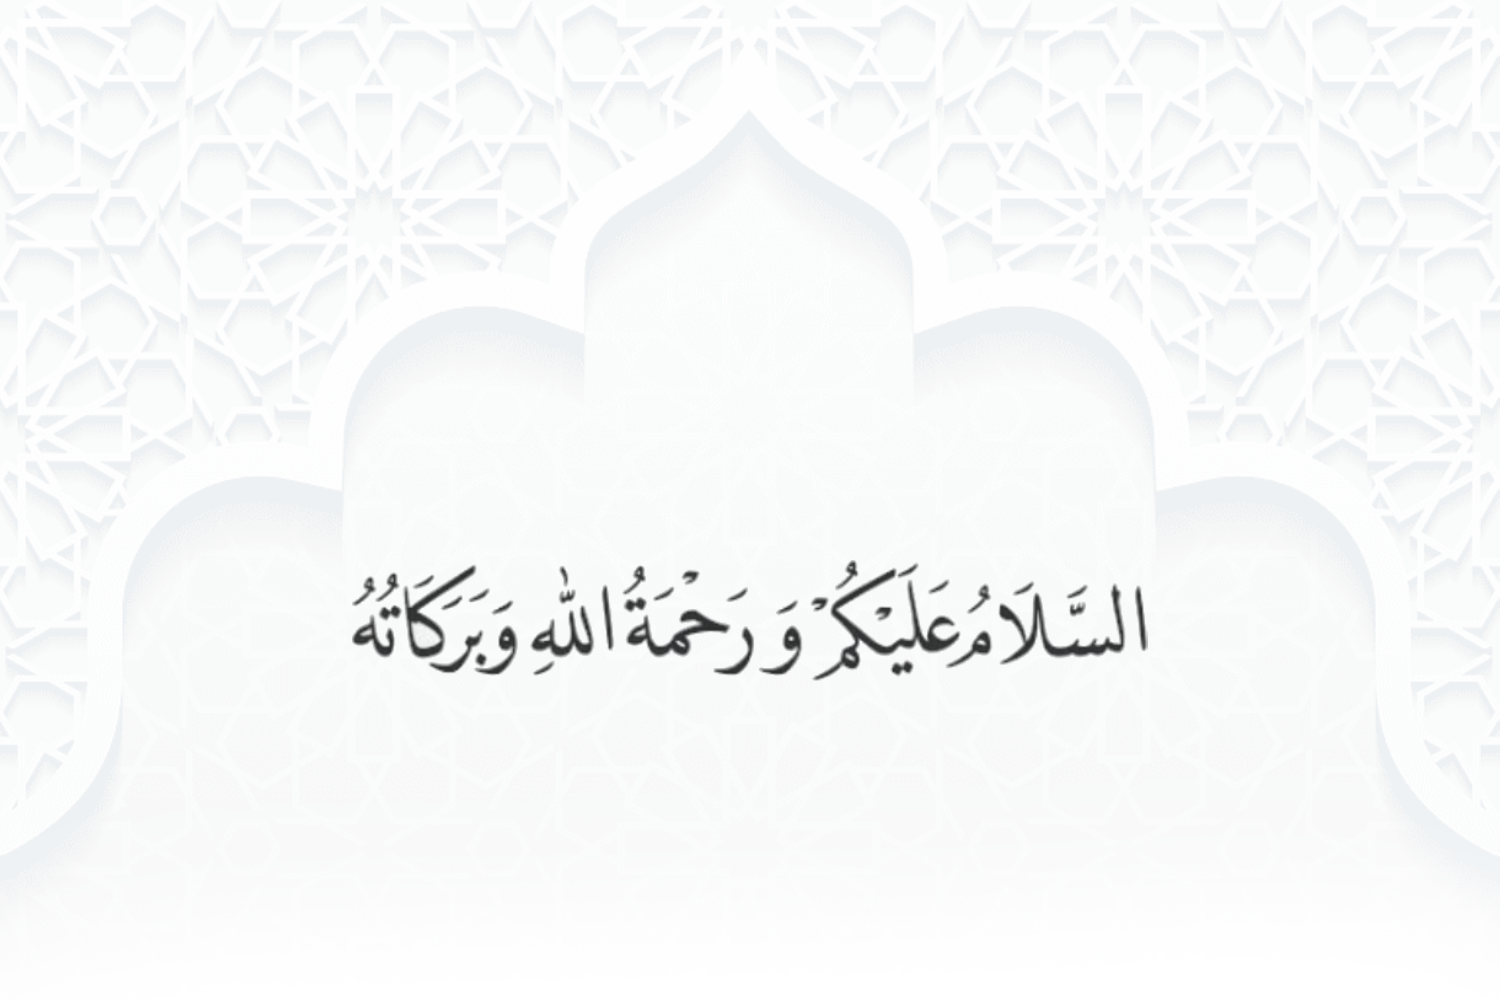 السَّلَامُ عَلَيْكُمْ وَ رَحْمَةُ اللهِ وَبَرَكَاتُهُ